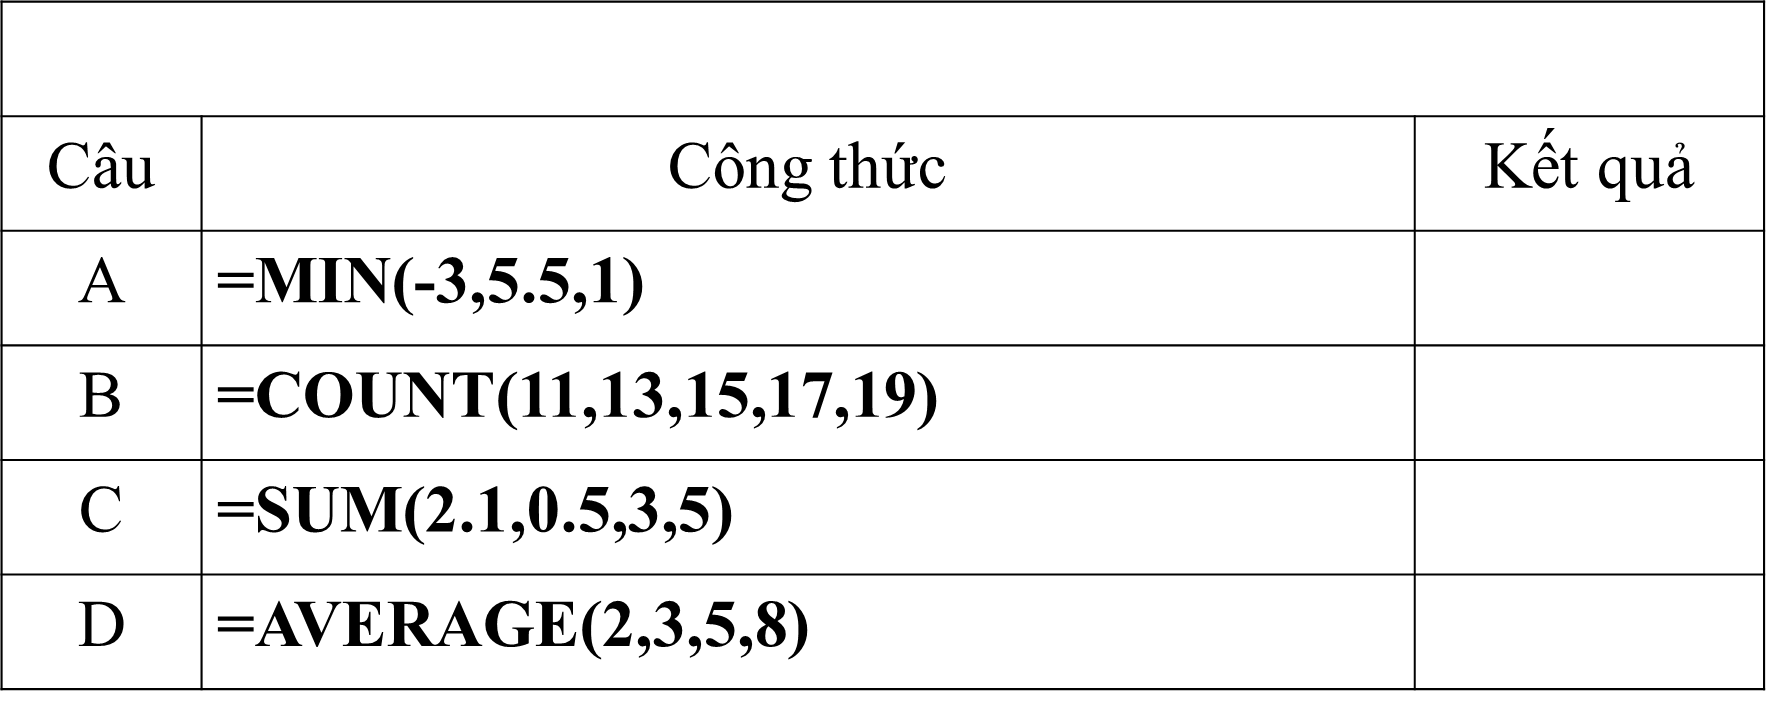 Câu Công thức Kết quả
A =MIN(-3,5.5,1)
B =COUNT(11,13,15,17,19)
C =SUM(2.1,0.5,3,5)
D =AVERAGE(2,3,5,8)